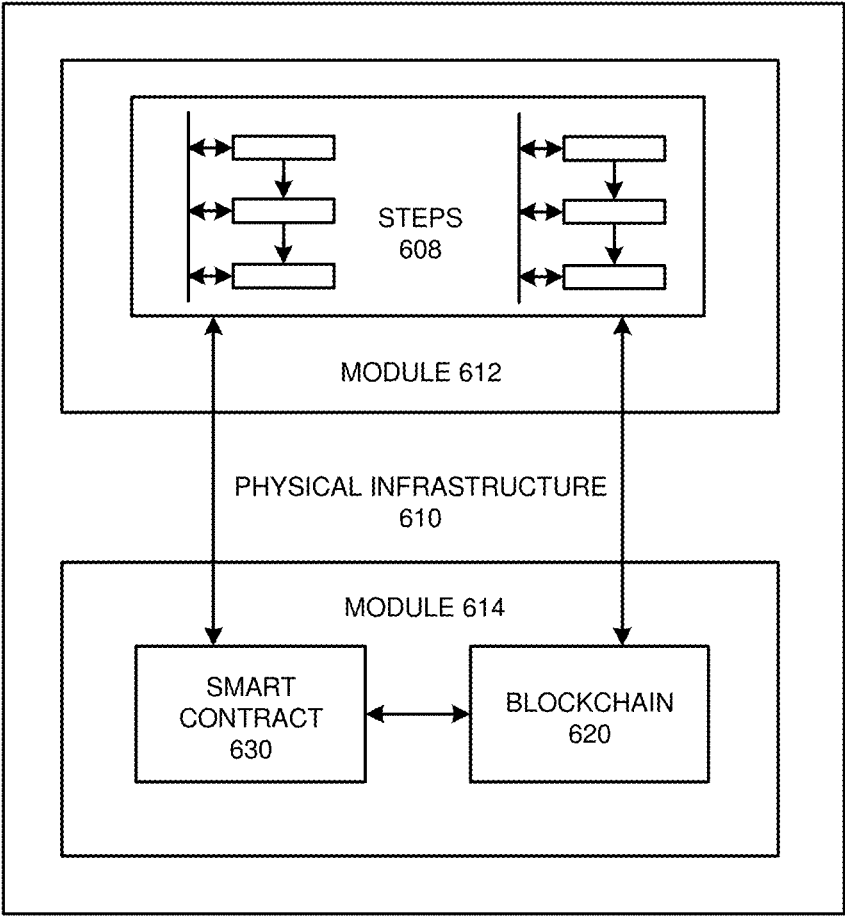 STEPS
608
MODULE 612
PHYSICAL INFRASTRUCTURE
610
MODULE 614
SMART
CONTRACT
630
BLOCKCHAIN
620